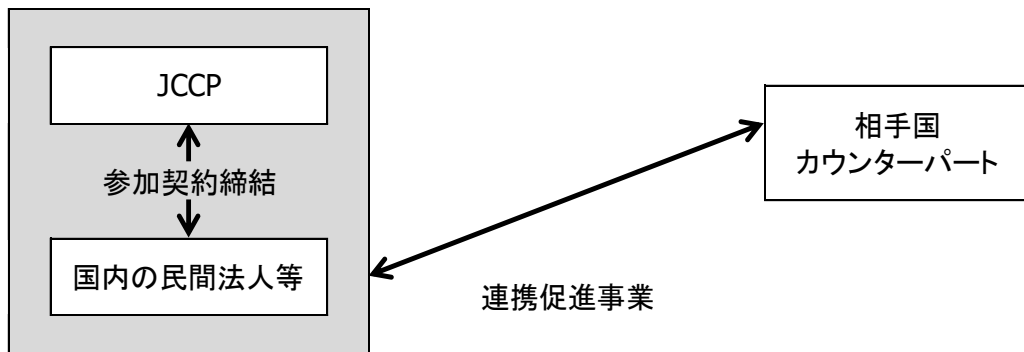 JCCP
参加契約締結
国内の民間法人等
相手国
カウンターパート
連携促進事業